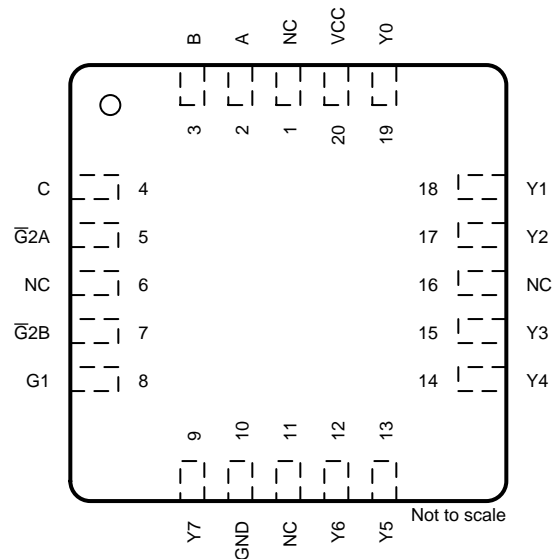 B A NC VCC Y0
3 2 1 20 19
C 4 18 Y1
G̅2A 5 17 Y2
NC 6 16 NC
G̅2B 7 15 Y3
G1 8 14 Y4
9 10 11 12 13
Y7 GND NC Y6 Y5
Not to scale